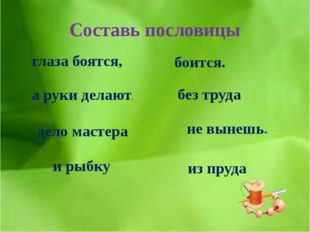 Составь пословицы
глаза боятся,
боится.
а руки делают.
без труда
дело мастера
не вынешь.
и рыбку
из пруда